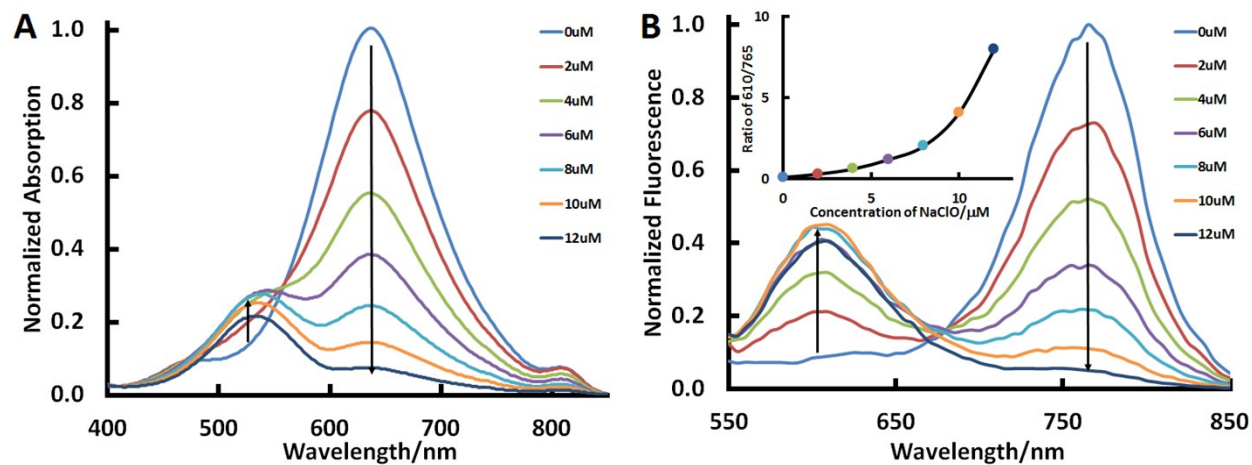 A
Normalized Absorption
1.0
0.8
0.6
0.4
0.2
0.0
400
500
600
700
800
Wavelength/nm
0uM
2uM
4uM
6uM
8uM
10uM
12uM
B
Normalized Fluorescence
1.0
0.8
0.6
0.4
0.2
0.0
550
650
750
850
Wavelength/nm
Ratio of 610/765
10
5
0
0
5
10
Concentration of NaClO/μM
0uM
2uM
4uM
6uM
8uM
10uM
12uM